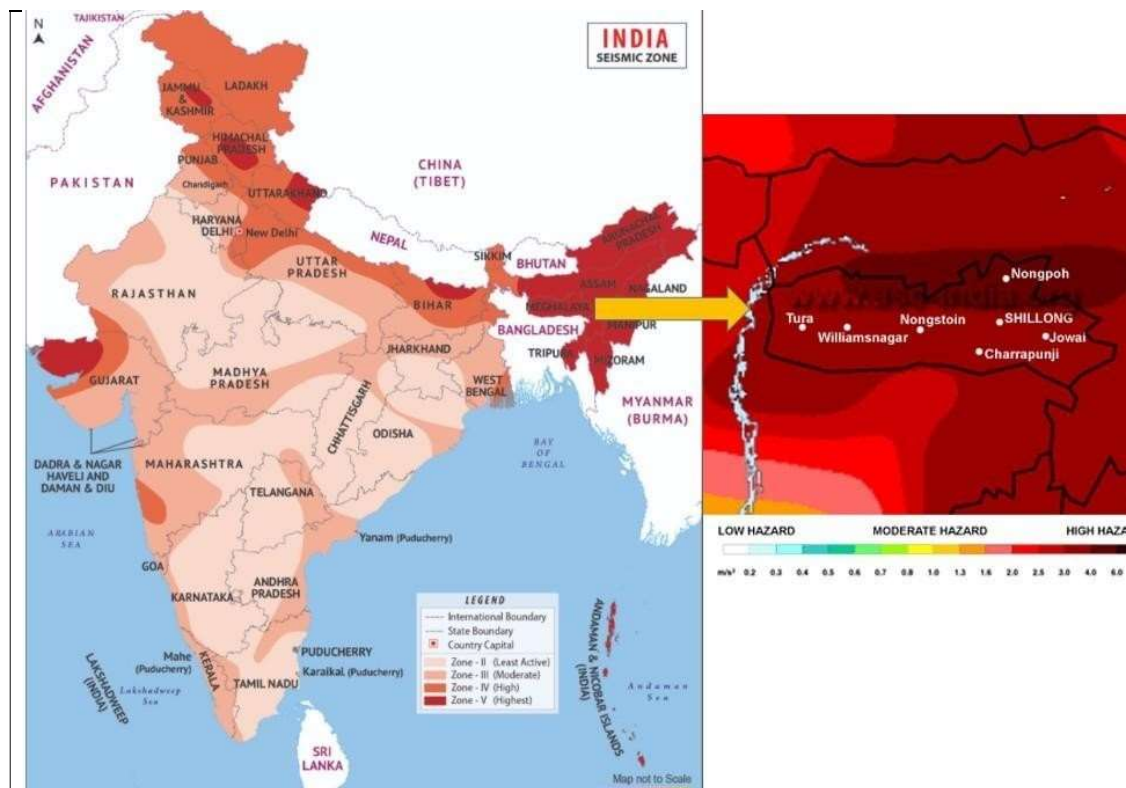 N
TAJIKISTAN
AFGHANISTAN
INDIA
SEISMIC ZONE
LADAKH
JAMMU
&
KASHMIR
HIMACHAL
PRADESH
PUNJAB
Chandigarh
CHINA
(TIBET)
PAKISTAN
UTTARAKHAND
HARYANA
DELHI
New Delhi
NEPAL
ARUNACHAL
PRADESH
SIKKIM
UTTAR
PRADESH
BHUTAN
ASSAM
NAGALAND
RAJASTHAN
BIHAR
MEGHALAYA
BANGLADESH
MANIPUR
JHARKHAND
TRIPURA
MIZORAM
GUJARAT
MADHYA
PRADESH
WEST
BENGAL
CHHATTISGARH
MYANMAR
(BURMA)
ODISHA
DADRA & NAGAR
HAVELI AND
DAMAN & DIU
MAHARASHTRA
BAY
OF
BENGAL
TELANGANA
ARABIAN
SEA
Yanam (Puducherry)
GOA
ANDHRA
PRADESH
KARNATAKA
LEGEND
International Boundary
State Boundary
Country Capital
Zone - II (Least Active)
Zone - III (Moderate)
Zone - IV (High)
Zone - V (Highest)
ANDAMAN & NICOBAR ISLANDS
(INDIA)
PUDUCHERRY
Mahe
(Puducherry)
KERALA
Karaikal (Puducherry)
LAKSHADWEEP
(INDIA)
Lakshadweep
Sea
TAMIL NADU
Andaman
Sea
SRI
LANKA
Map not to Scale
Nongpoh
Tura
Williamsnagar
Nongstoin
SHILLONG
Jowai
Charrapunji
LOW HAZARD MODERATE HAZARD HIGH HAZA
m/s² 0.2 0.3 0.4 0.5 0.6 0.7 0.8 1.0 1.3 1.6 2.0 2.5 3.0 4.0 6.0